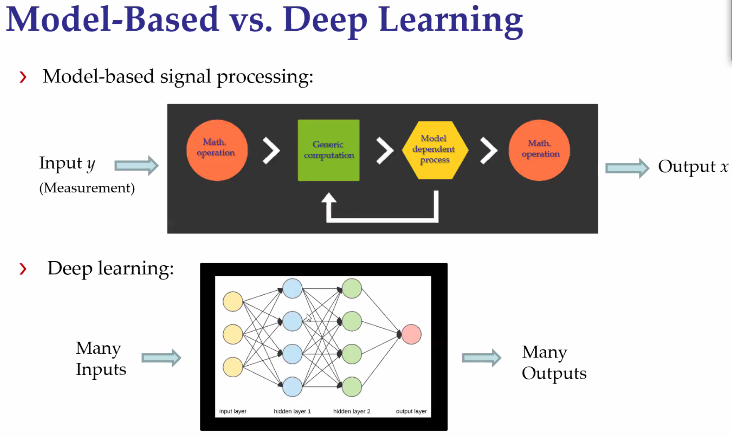 Model-Based vs. Deep Learning
› Model-based signal processing:
Input y
(Measurement)
Math.
operation
Generic
computation
Model
dependent
process
Math.
operation
Output x
› Deep learning:
Many
Inputs
input layer
hidden layer 1
hidden layer 2
output layer
Many
Outputs